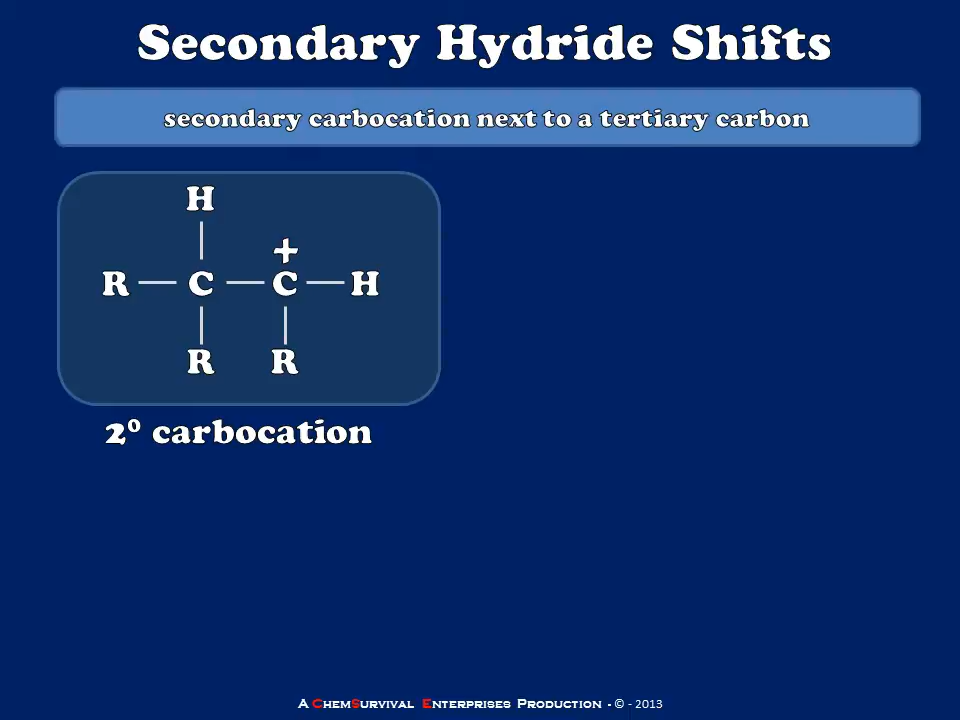 Secondary Hydride Shifts
secondary carbocation next to a tertiary carbon
H
+
R C C H
R R
2⁰ carbocation
A ChemSurvival Enterprises Production - © - 2013